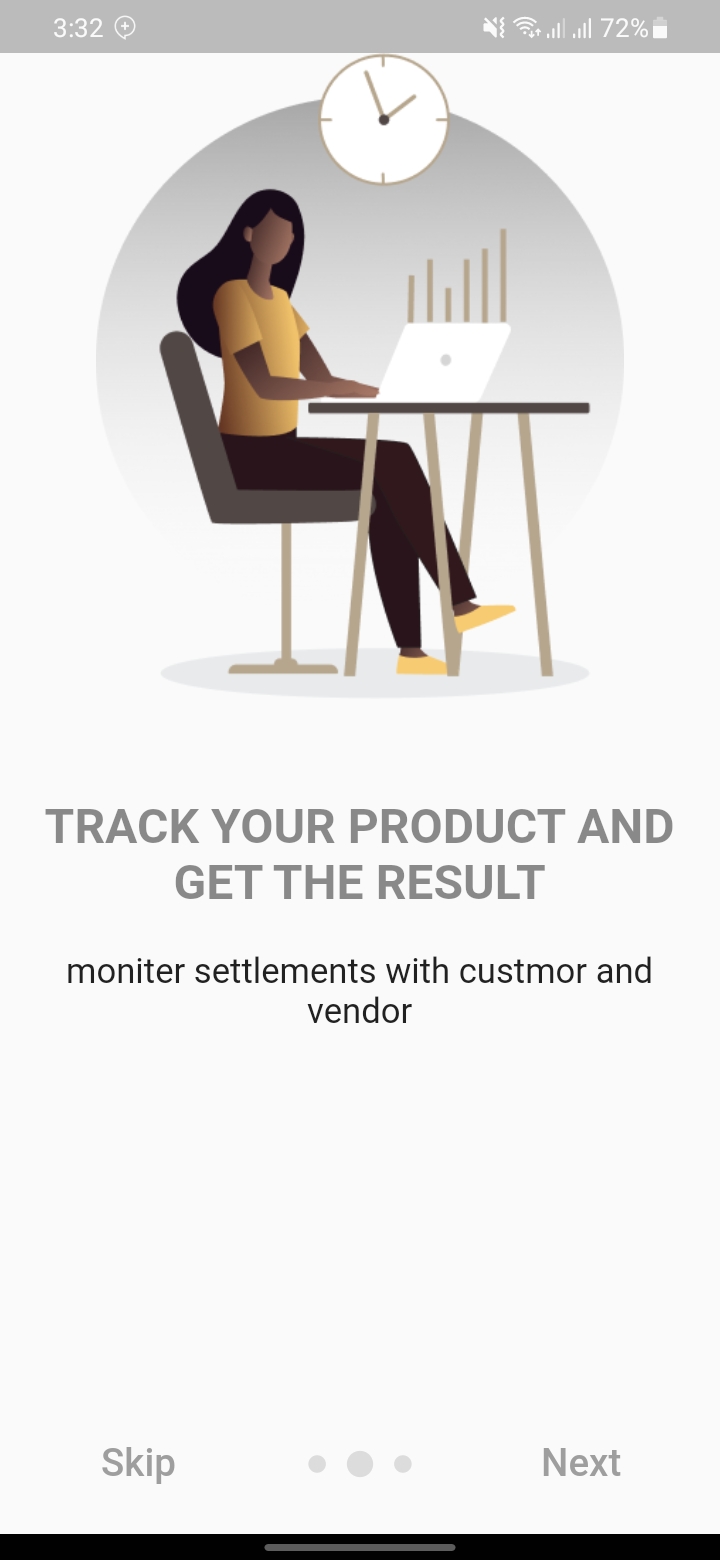 3:32 72%
TRACK YOUR PRODUCT AND
GET THE RESULT
moniter settlements with custmor and
vendor
Skip Next